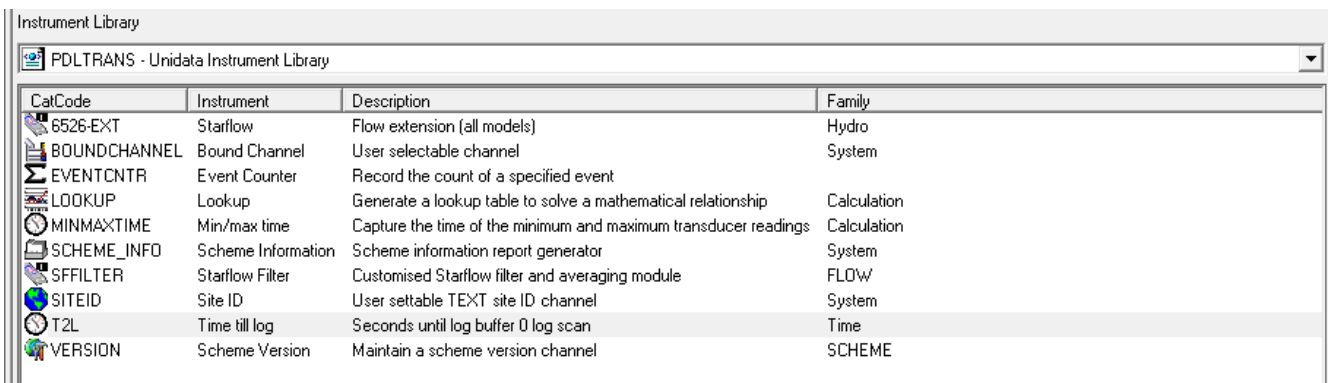 Instrument Library
PDLTRANS - Unidata Instrument Library
CatCode Instrument Description Family
6526-EXT Starflow Flow extension (all models) Hydro
BOUNDCHANNEL Bound Channel User selectable channel System
EVENTCNTR Event Counter Record the count of a specified event
LOOKUP Lookup Generate a lookup table to solve a mathematical relationship Calculation
MINMAXTIME Min/max time Capture the time of the minimum and maximum transducer readings Calculation
SCHEME_INFO Scheme Information Scheme information report generator System
SFFILTER Starflow Filter Customised Starflow filter and averaging module FLOW
SITEID Site ID User settable TEXT site ID channel System
T2L Time till log Seconds until log buffer 0 log scan Time
VERSION Scheme Version Maintain a scheme version channel SCHEME